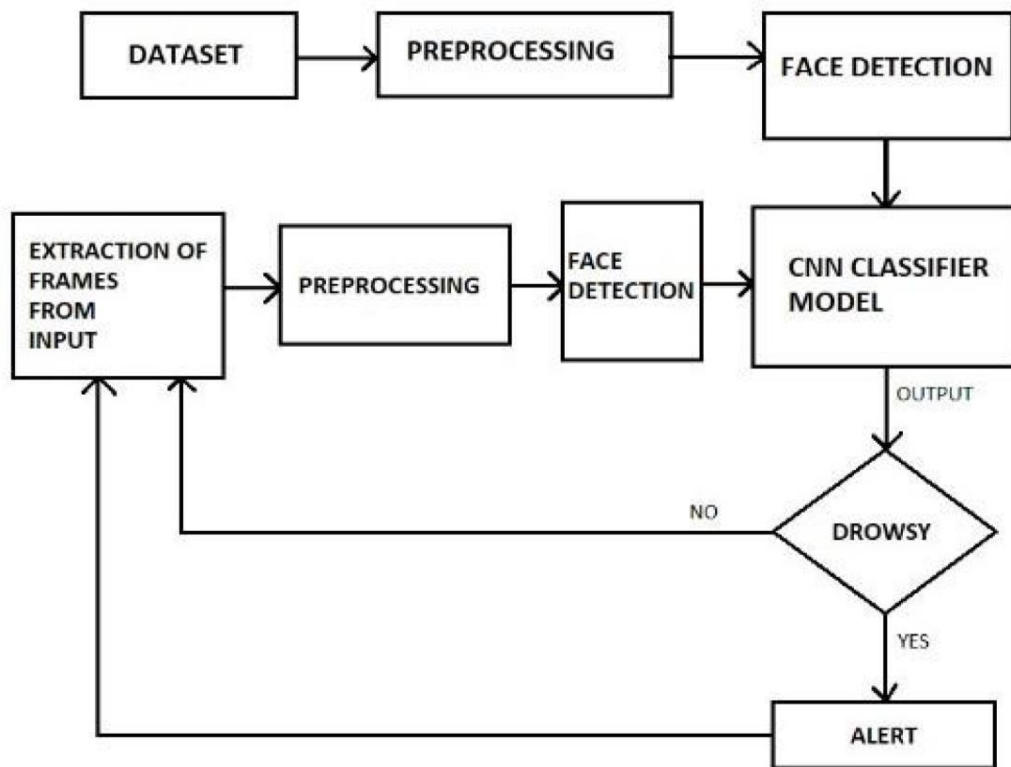 DATASET
PREPROCESSING
FACE DETECTION
EXTRACTION OF
FRAMES
FROM
INPUT
PREPROCESSING
FACE
DETECTION
CNN CLASSIFIER
MODEL
OUTPUT
NO
DROWSY
YES
ALERT